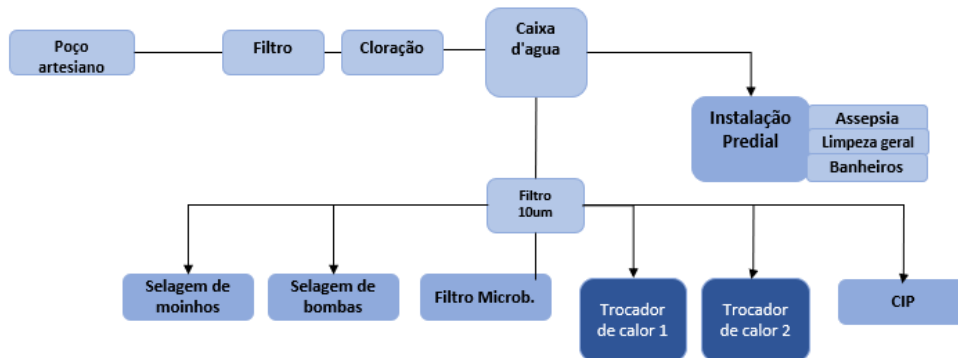 Poço
artesiano
Filtro
Cloração
Caixa
d'agua
Instalação
Predial
Assepsia
Limpeza geral
Banheiros
Filtro
10um
Selagem de
moinhos
Selagem de
bombas
Filtro Microb.
Trocador
de calor 1
Trocador
de calor 2
CIP